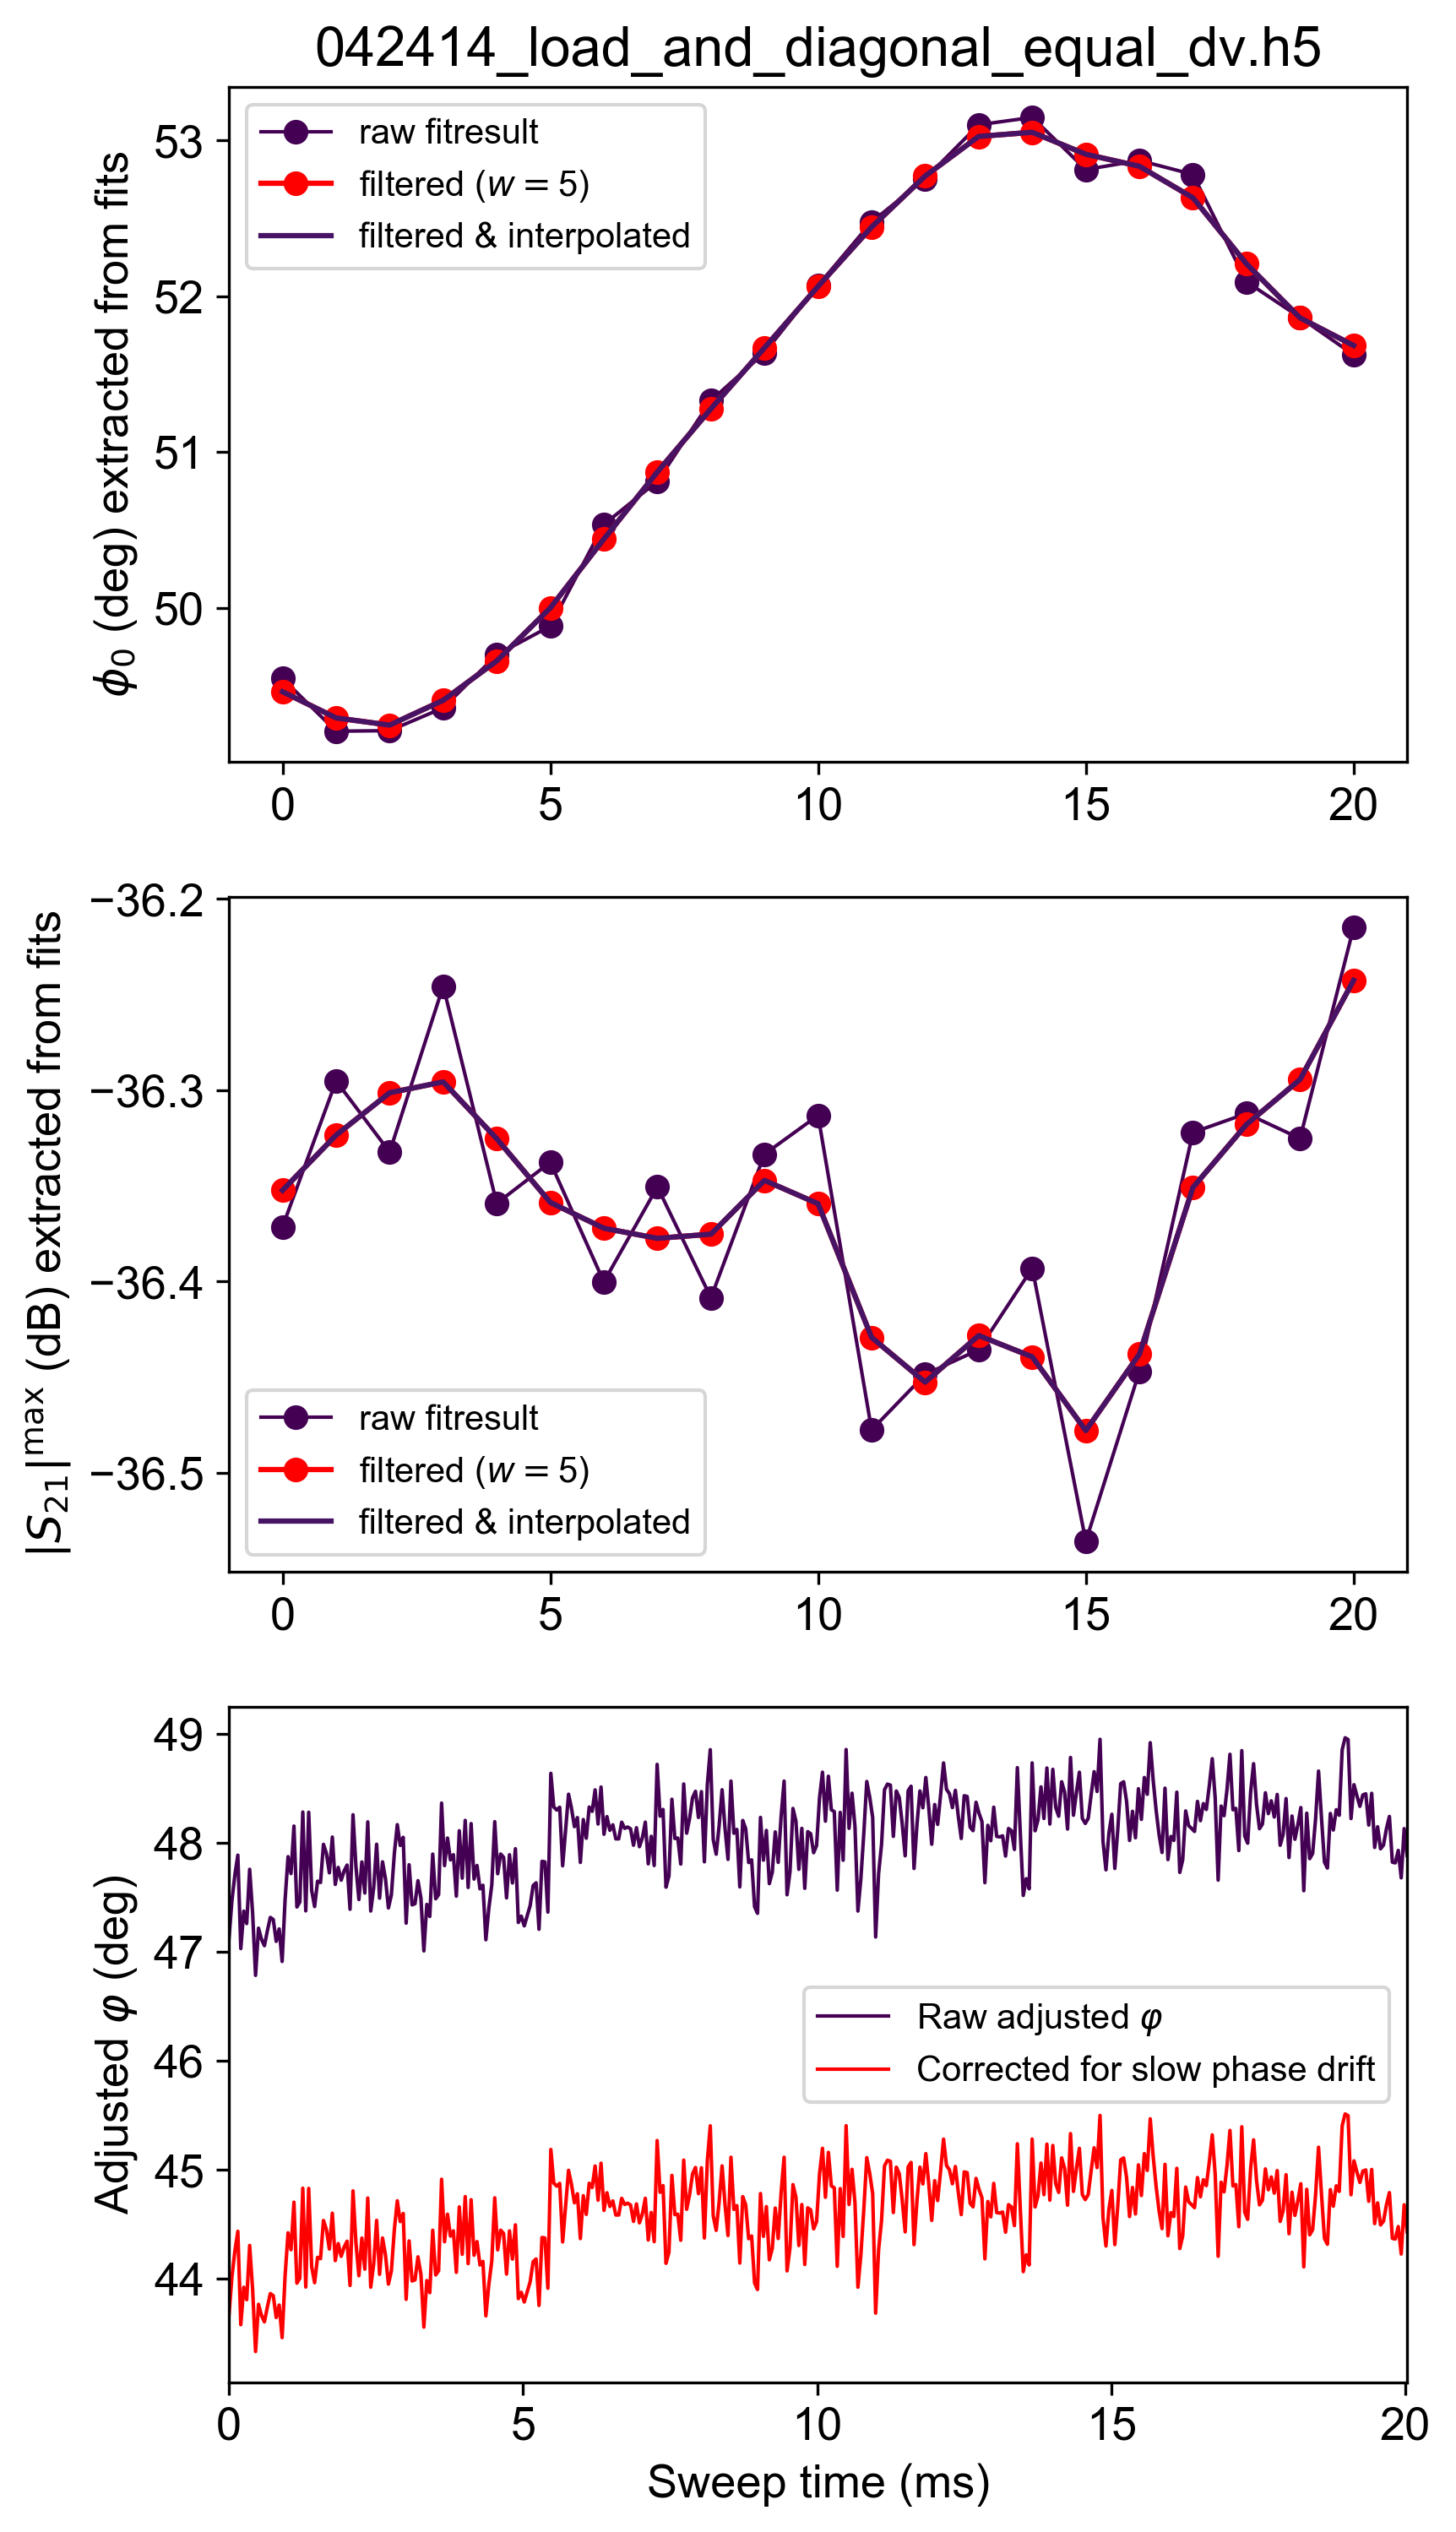 042414_load_and_diagonal_equal_dv.h5
ϕ₀ (deg) extracted from fits
53
52
51
50
raw fitresult
filtered (w = 5)
filtered & interpolated
0 5 10 15 20
|S₂₁|ᵐᵃˣ (dB) extracted from fits
−36.2
−36.3
−36.4
−36.5
raw fitresult
filtered (w = 5)
filtered & interpolated
0 5 10 15 20
Adjusted φ (deg)
49
48
47
46
45
44
Raw adjusted φ
Corrected for slow phase drift
0 5 10 15 20
Sweep time (ms)